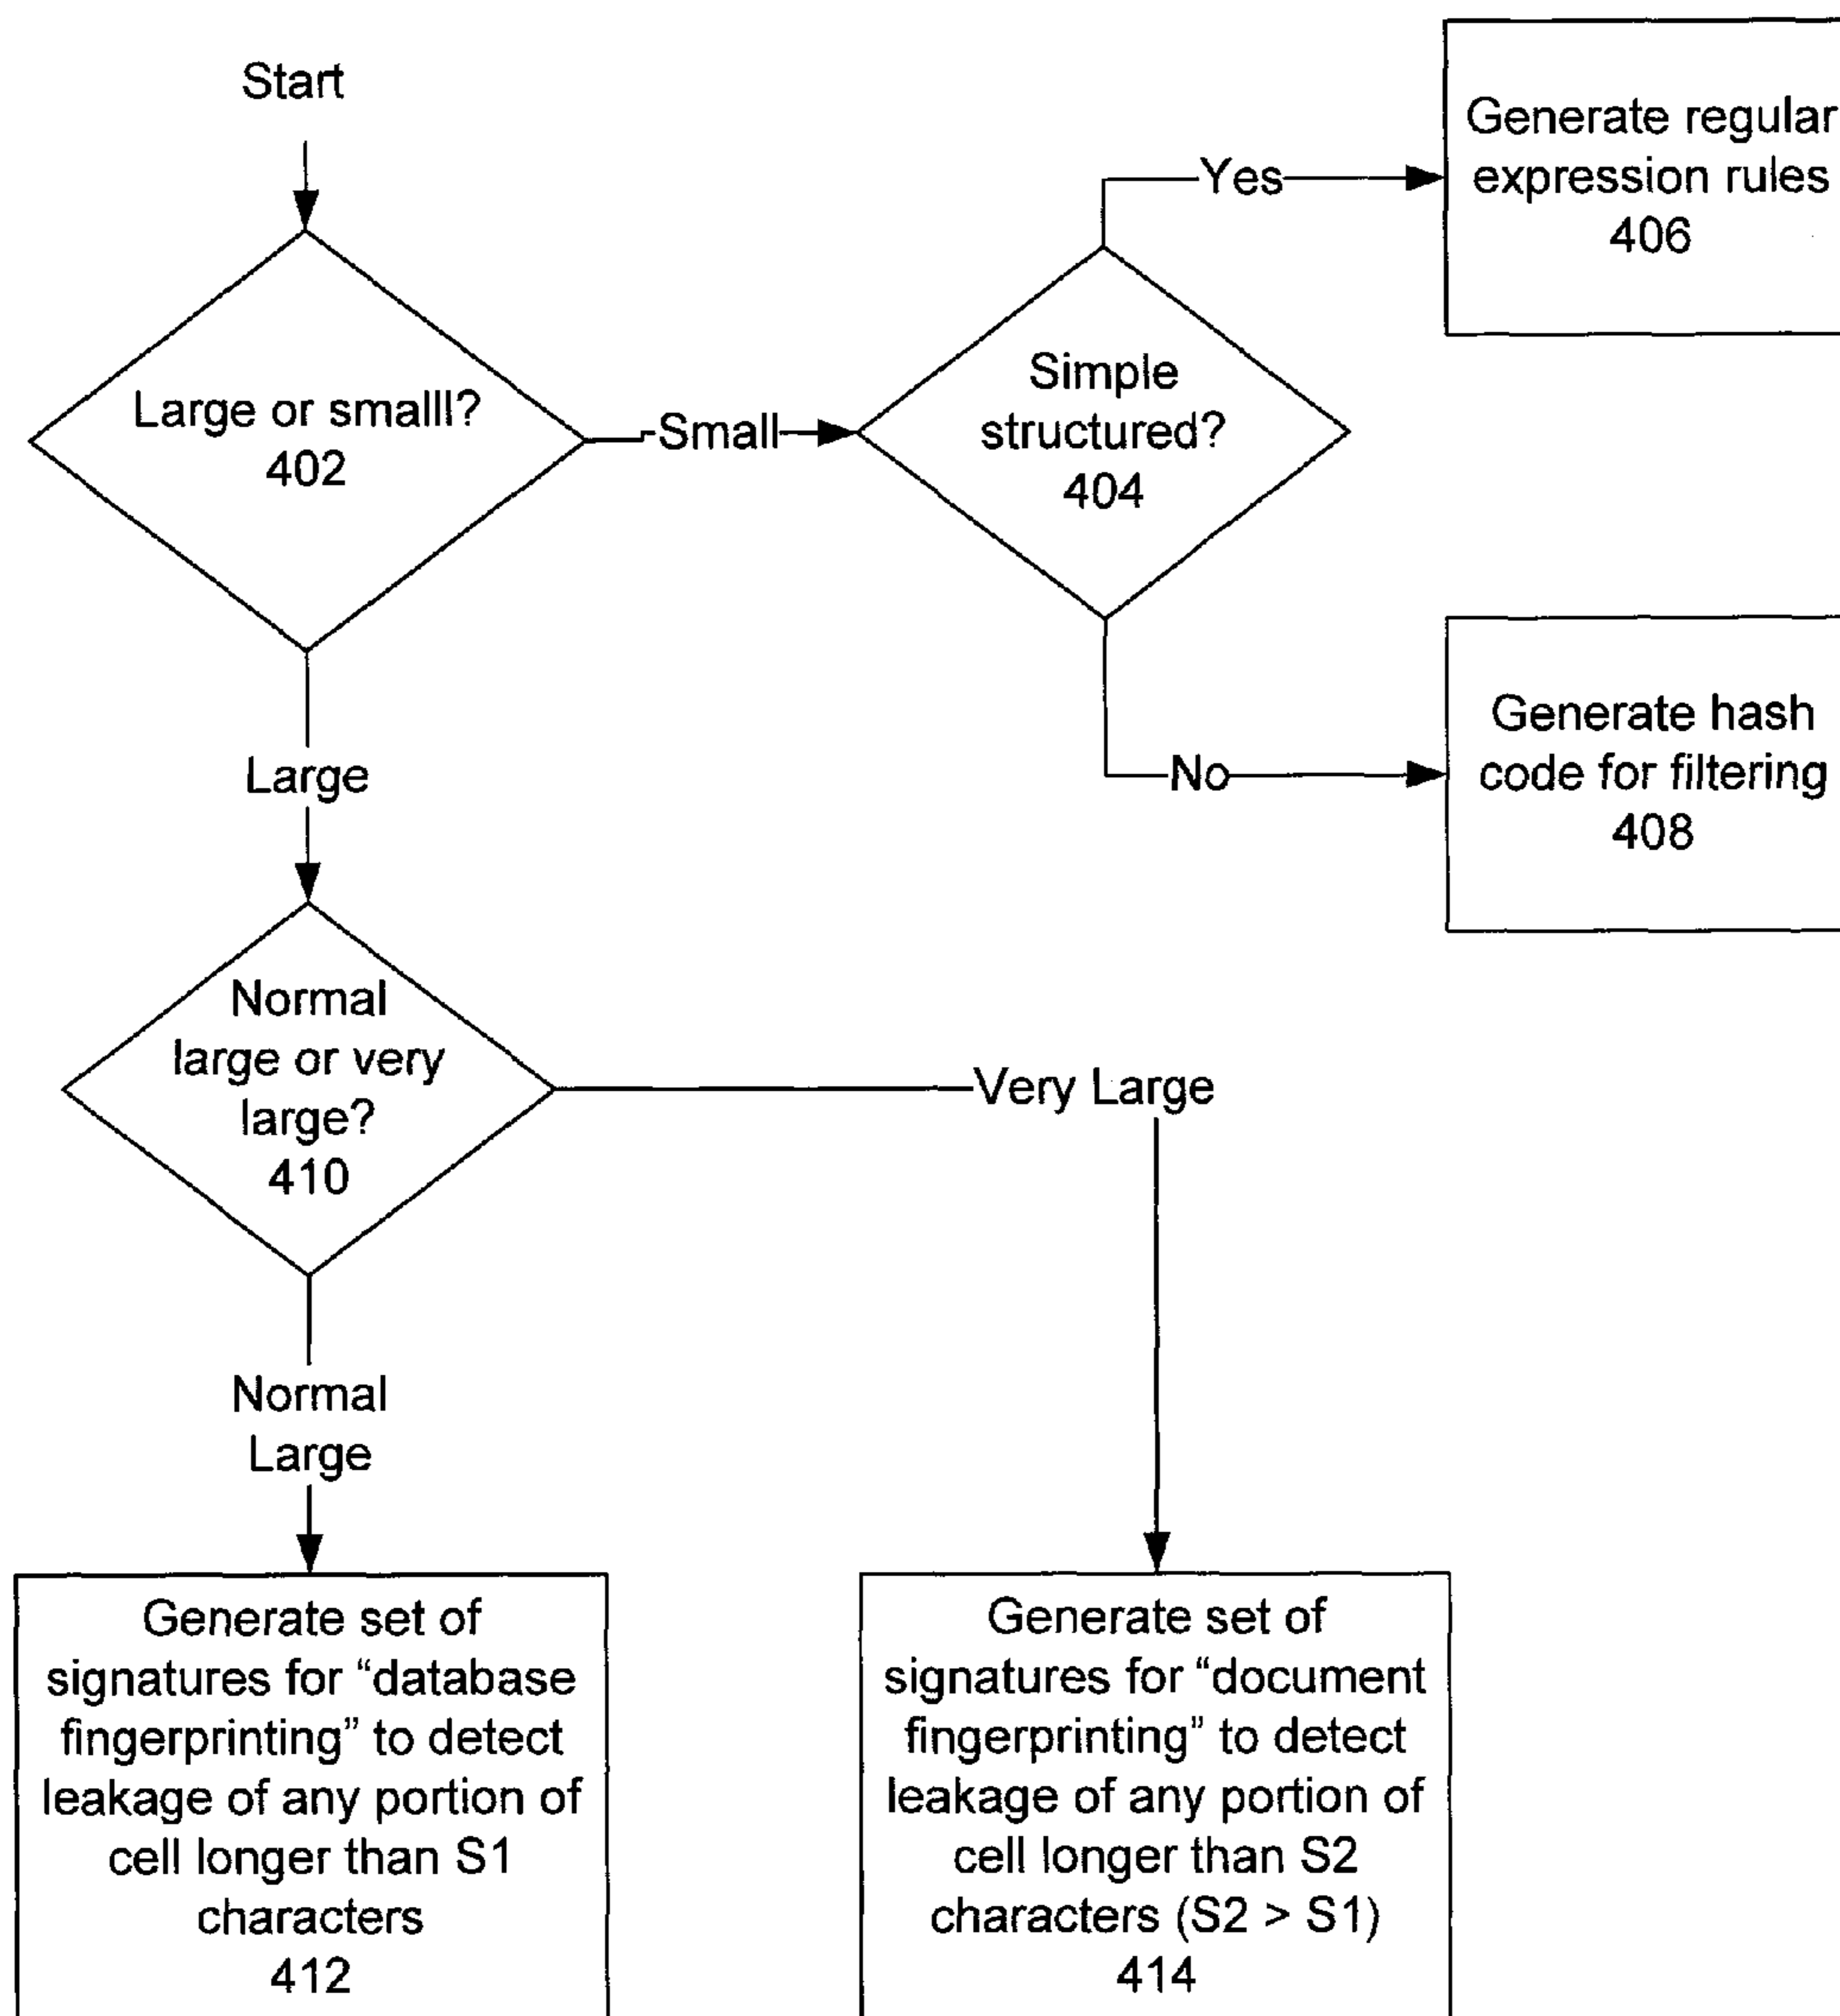 Start
Large or smalll?
402
Small
Simple
structured?
404
Yes
Generate regular
expression rules
406
No
Generate hash
code for filtering
408
Large
Normal
large or very
large?
410
Very Large
Normal
Large
Generate set of
signatures for “database
fingerprinting” to detect
leakage of any portion of
cell longer than S1
characters
412
Generate set of
signatures for “document
fingerprinting” to detect
leakage of any portion of
cell longer than S2
characters (S2 > S1)
414